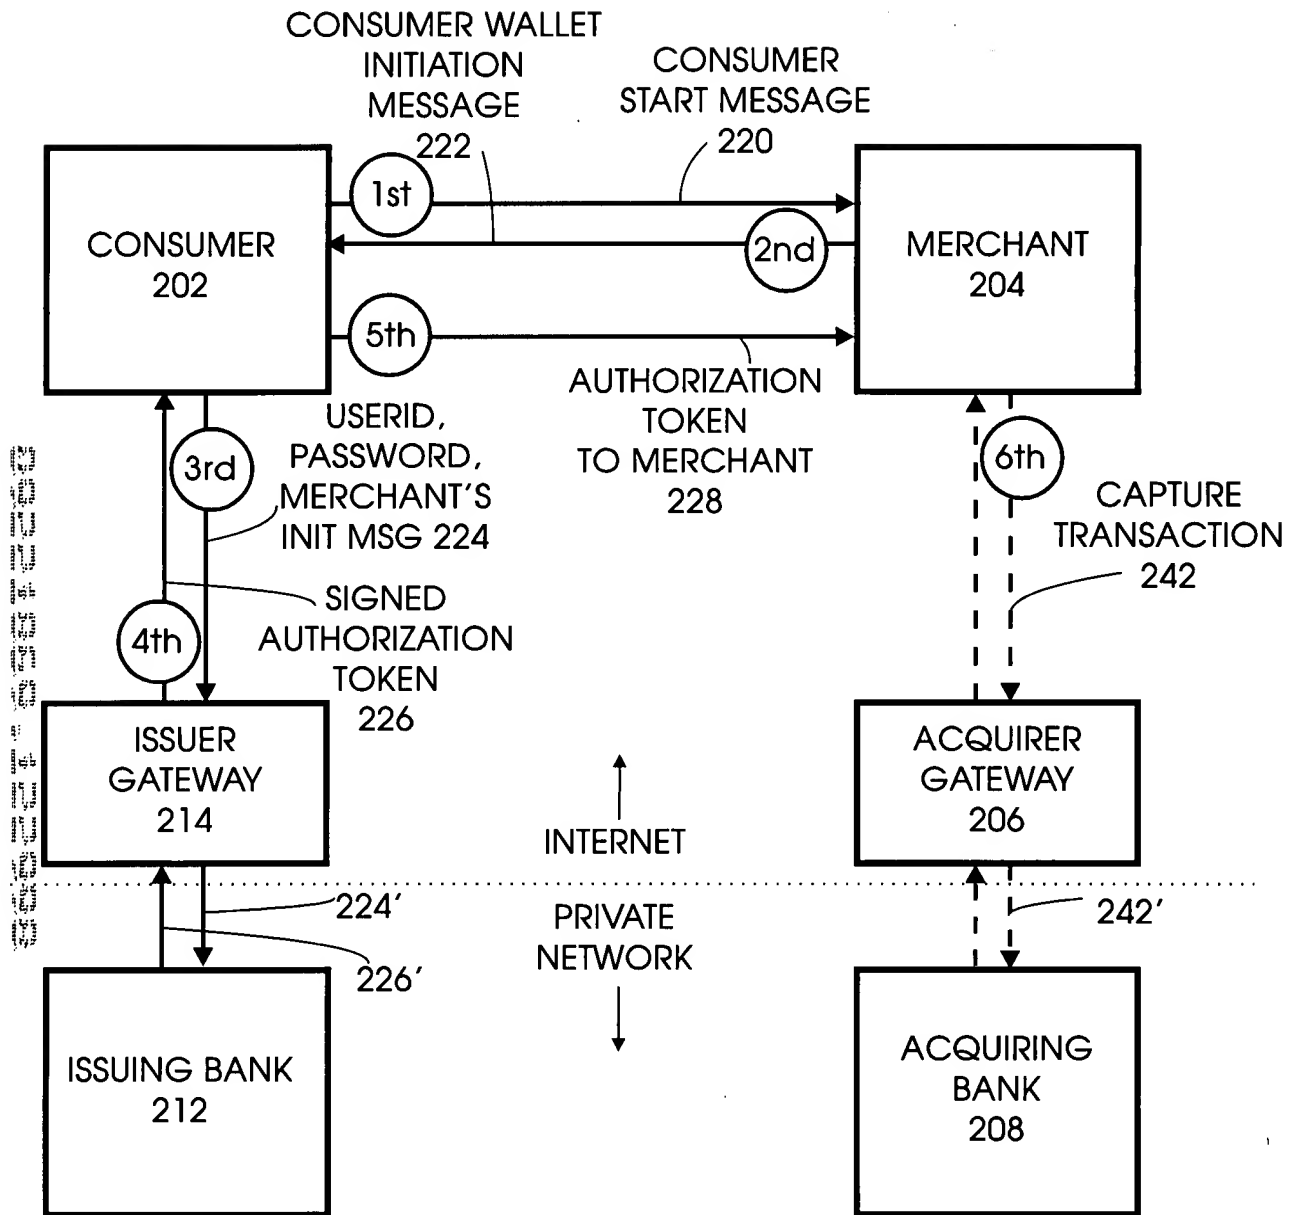 CONSUMER WALLET
INITIATION
MESSAGE
222
CONSUMER
START MESSAGE
220
1st
2nd
CONSUMER
202
MERCHANT
204
5th
AUTHORIZATION
TOKEN
TO MERCHANT
228
USERID,
PASSWORD,
MERCHANT'S
INIT MSG 224
3rd
6th
CAPTURE
TRANSACTION
242
4th
SIGNED
AUTHORIZATION
TOKEN
226
ISSUER
GATEWAY
214
ACQUIRER
GATEWAY
206
INTERNET
PRIVATE
NETWORK
224'
226'
242'
ISSUING BANK
212
ACQUIRING
BANK
208